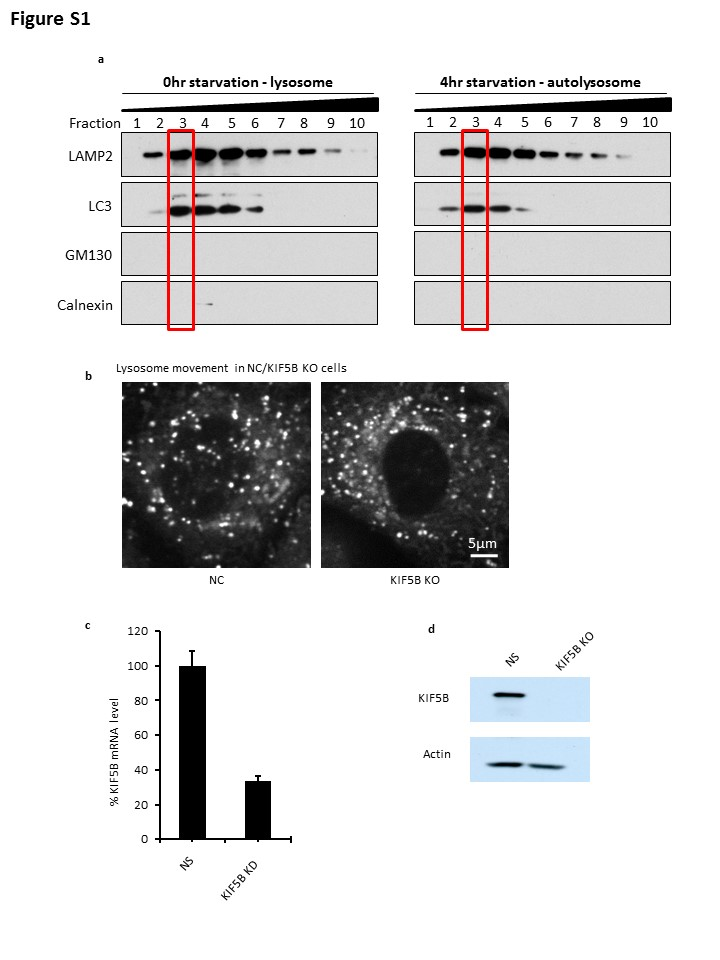 Figure S1
a
0hr starvation - lysosome
4hr starvation - autolysosome
Fraction 1 2 3 4 5 6 7 8 9 10
1 2 3 4 5 6 7 8 9 10
LAMP2
LC3
GM130
Calnexin
b
Lysosome movement in NC/KIF5B KO cells
5μm
NC
KIF5B KO
c
% KIF5B mRNA level
120
100
80
60
40
20
0
NS
KIF5B KD
d
NS
KIF5B KO
KIF5B
Actin